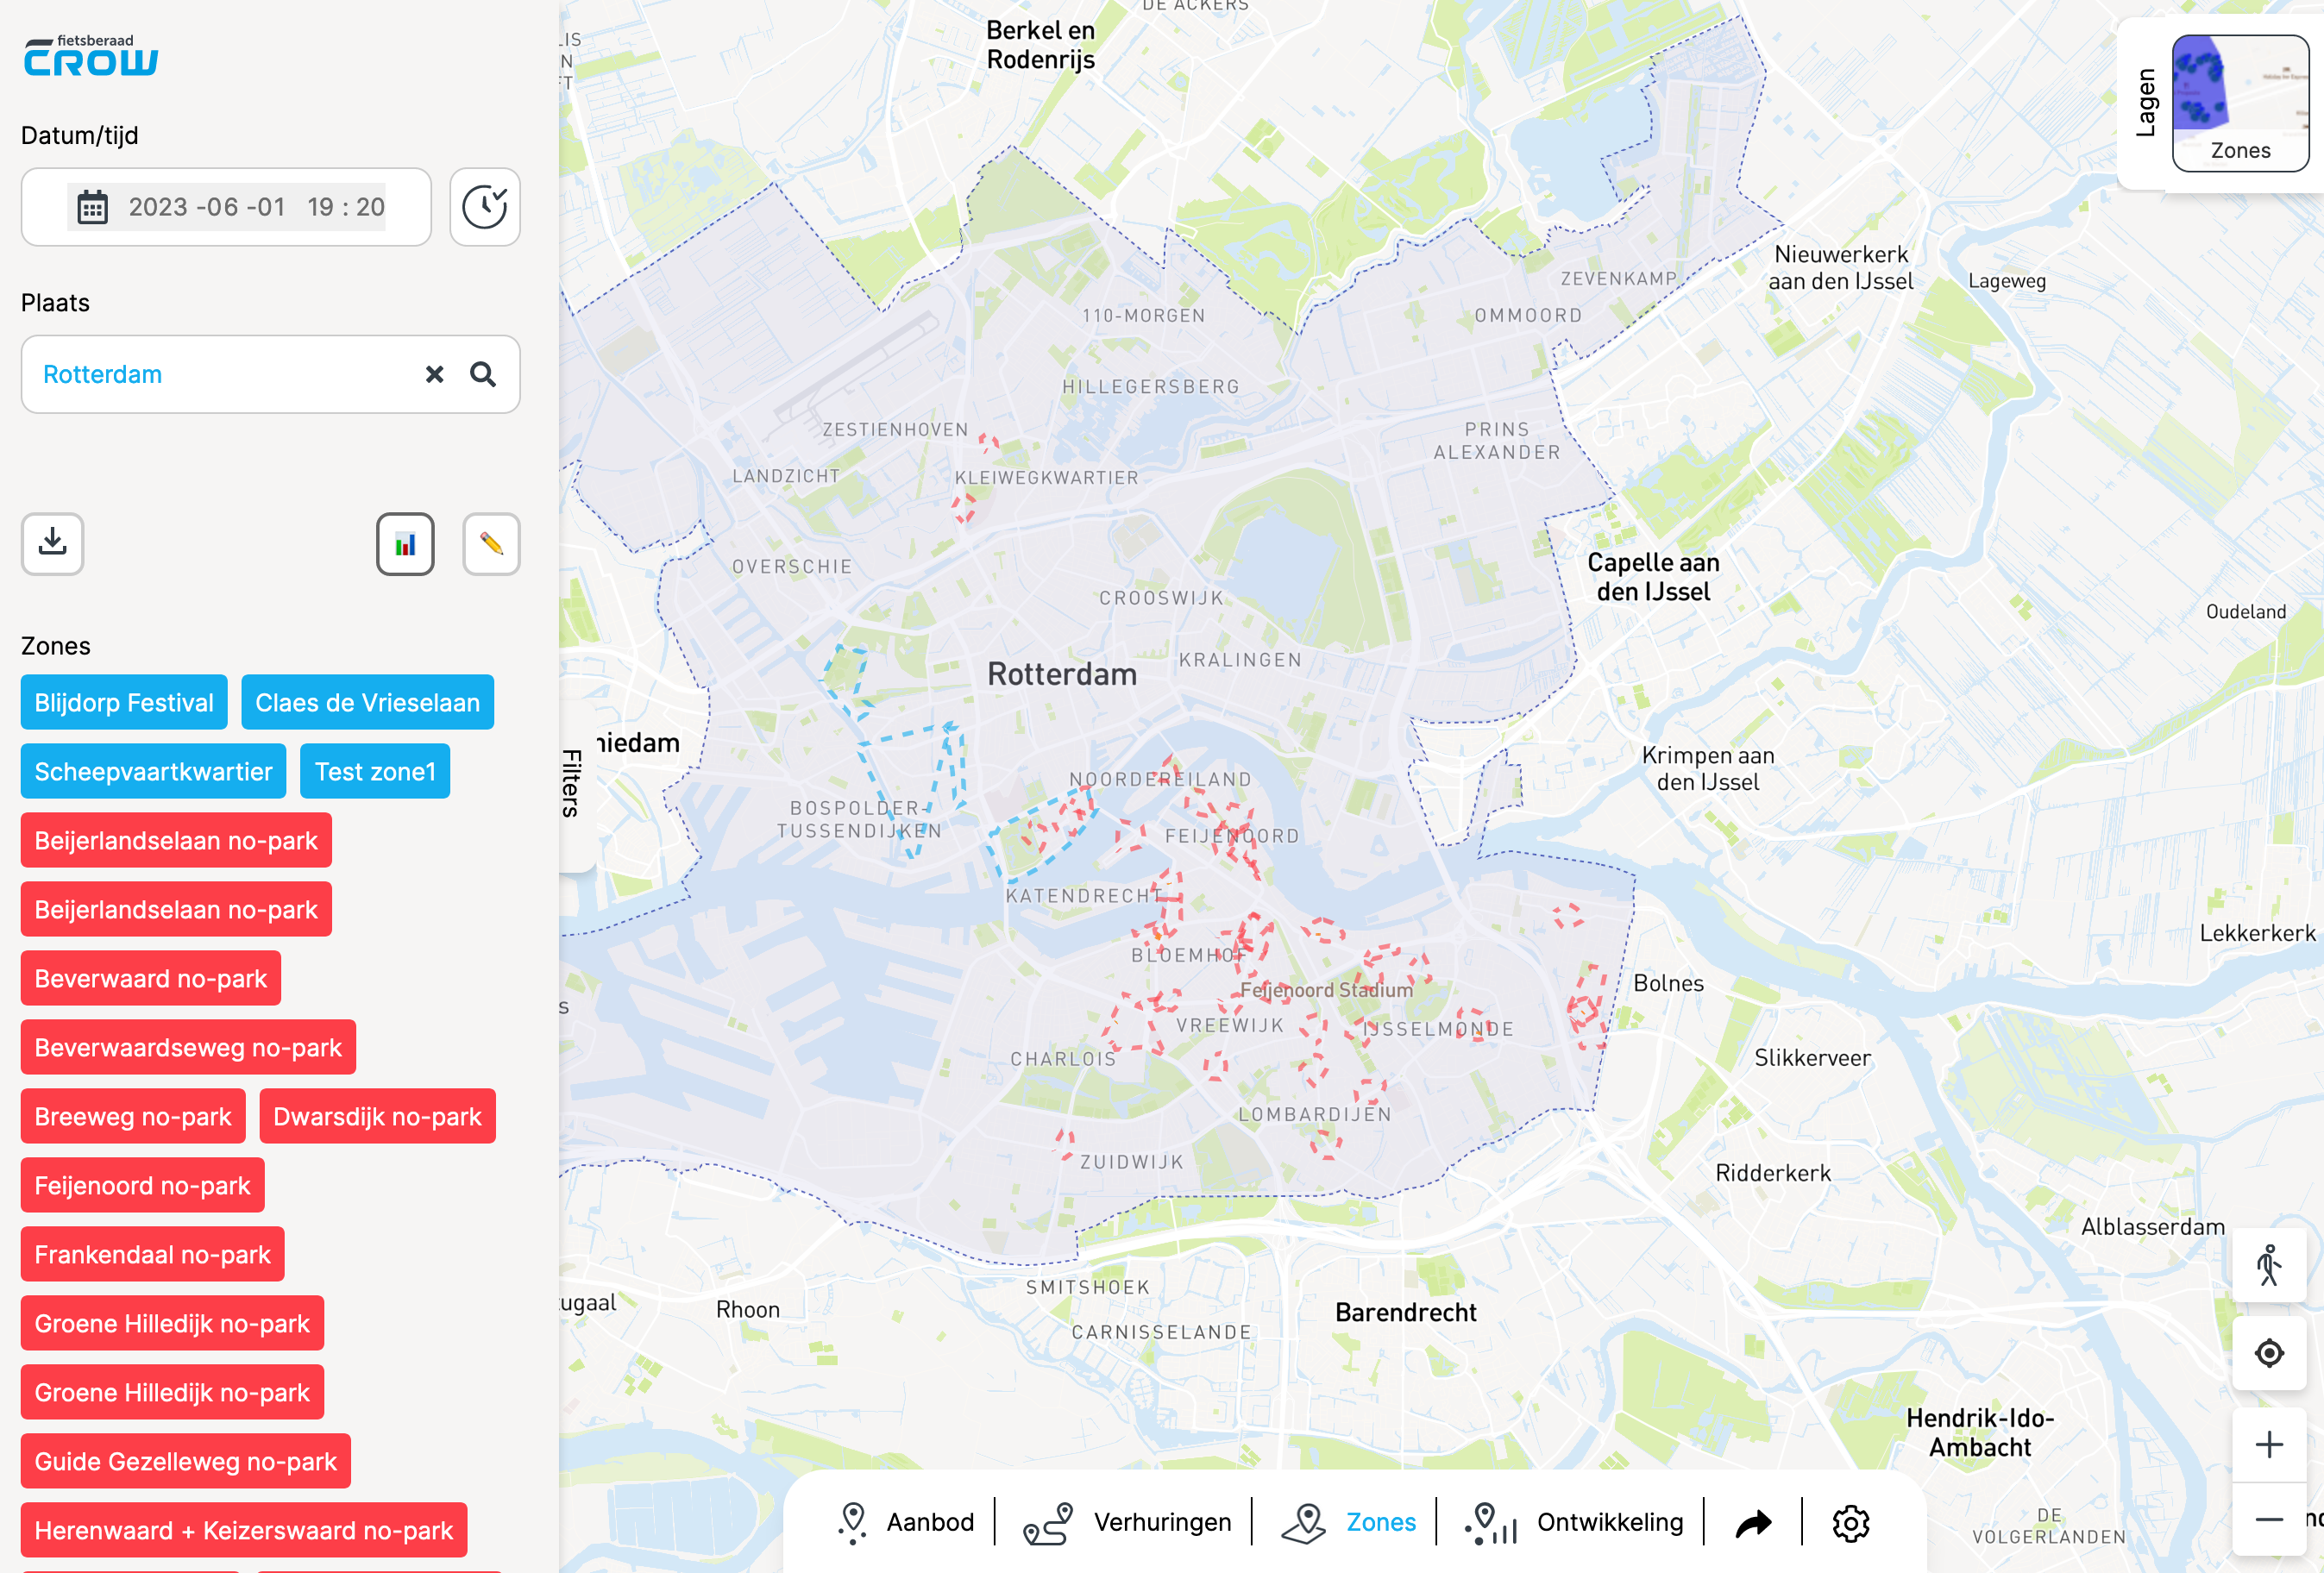 fietsberaad
CROW
Datum/tijd
2023 -06 -01 19 : 20
Plaats
Rotterdam
Zones
Blijdorp Festival
Claes de Vrieselaan
Scheepvaartkwartier
Test zone1
Beijerlandselaan no-park
Beijerlandselaan no-park
Beverwaard no-park
Beverwaardseweg no-park
Breeweg no-park
Dwarsdijk no-park
Feijenoord no-park
Frankendaal no-park
Groene Hilledijk no-park
Groene Hilledijk no-park
Guide Gezelleweg no-park
Herenwaard + Keizerswaard no-park
Filters
DE ACKERS
Berkel en
Rodenrijs
Nieuwerkerk
aan den IJssel
Lageweg
ZEVENKAMP
110-MORGEN
OMMOORD
HILLEGERSBERG
ZESTIENHOVEN
PRINS
ALEXANDER
LANDZICHT
KLEIWEGKWARTIER
OVERSCHIE
Capelle aan
den IJssel
CROOSWIJK
Oudeland
KRALINGEN
Rotterdam
hiedam
Krimpen aan
den IJssel
NOORDEREILAND
BOSPOLDER-
TUSSENDIJKEN
FEIJENOORD
KATENDRECHT
Lekkerkerk
BLOEMHOF
Bolnes
Feijenoord Stadium
VREEWIJK
IJSSELMONDE
CHARLOIS
Slikkerveer
LOMBARDIJEN
ZUIDWIJK
Ridderkerk
Alblasserdam
SMITSHOEK
ugaal
Rhoon
Barendrecht
CARNISSELANDE
Hendrik-Ido-
Ambacht
DE
VOLGERLANDEN
Lagen
Zones
Aanbod
Verhuringen
Zones
Ontwikkeling